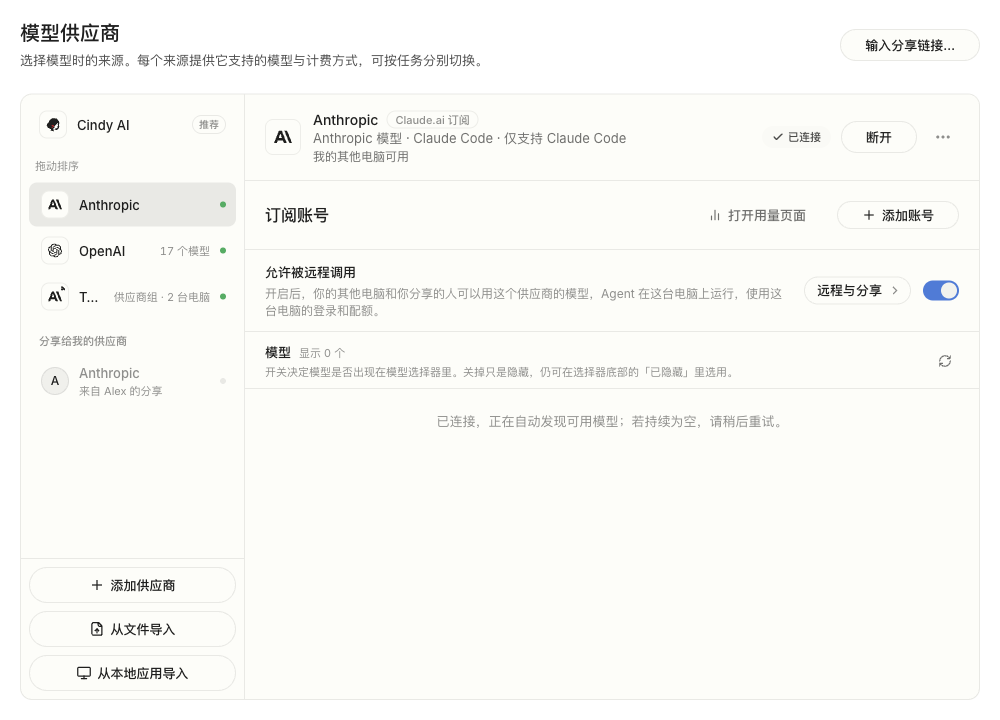 模型供应商
选择模型时的来源。每个来源提供它支持的模型与计费方式，可按任务分别切换。
输入分享链接...
Cindy AI
推荐
拖动排序
Anthropic
OpenAI
17 个模型
T...
供应商组 · 2 台电脑
分享给我的供应商
A
Anthropic
来自 Alex 的分享
添加供应商
从文件导入
从本地应用导入
Anthropic
Claude.ai 订阅
Anthropic 模型 · Claude Code · 仅支持 Claude Code
我的其他电脑可用
已连接
断开
订阅账号
打开用量页面
添加账号
允许被远程调用
开启后，你的其他电脑和你分享的人可以用这个供应商的模型，Agent 在这台电脑上运行，使用这
台电脑的登录和配额。
远程与分享
模型
显示 0 个
开关决定模型是否出现在模型选择器里。关掉只是隐藏，仍可在选择器底部的「已隐藏」里选用。
已连接，正在自动发现可用模型；若持续为空，请稍后重试。